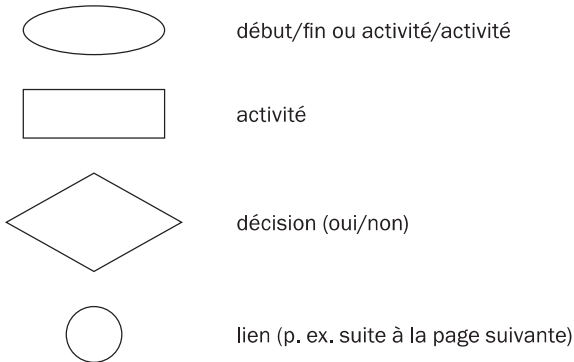 début/fin ou activité/activité
activité
décision (oui/non)
lien (p. ex. suite à la page suivante)